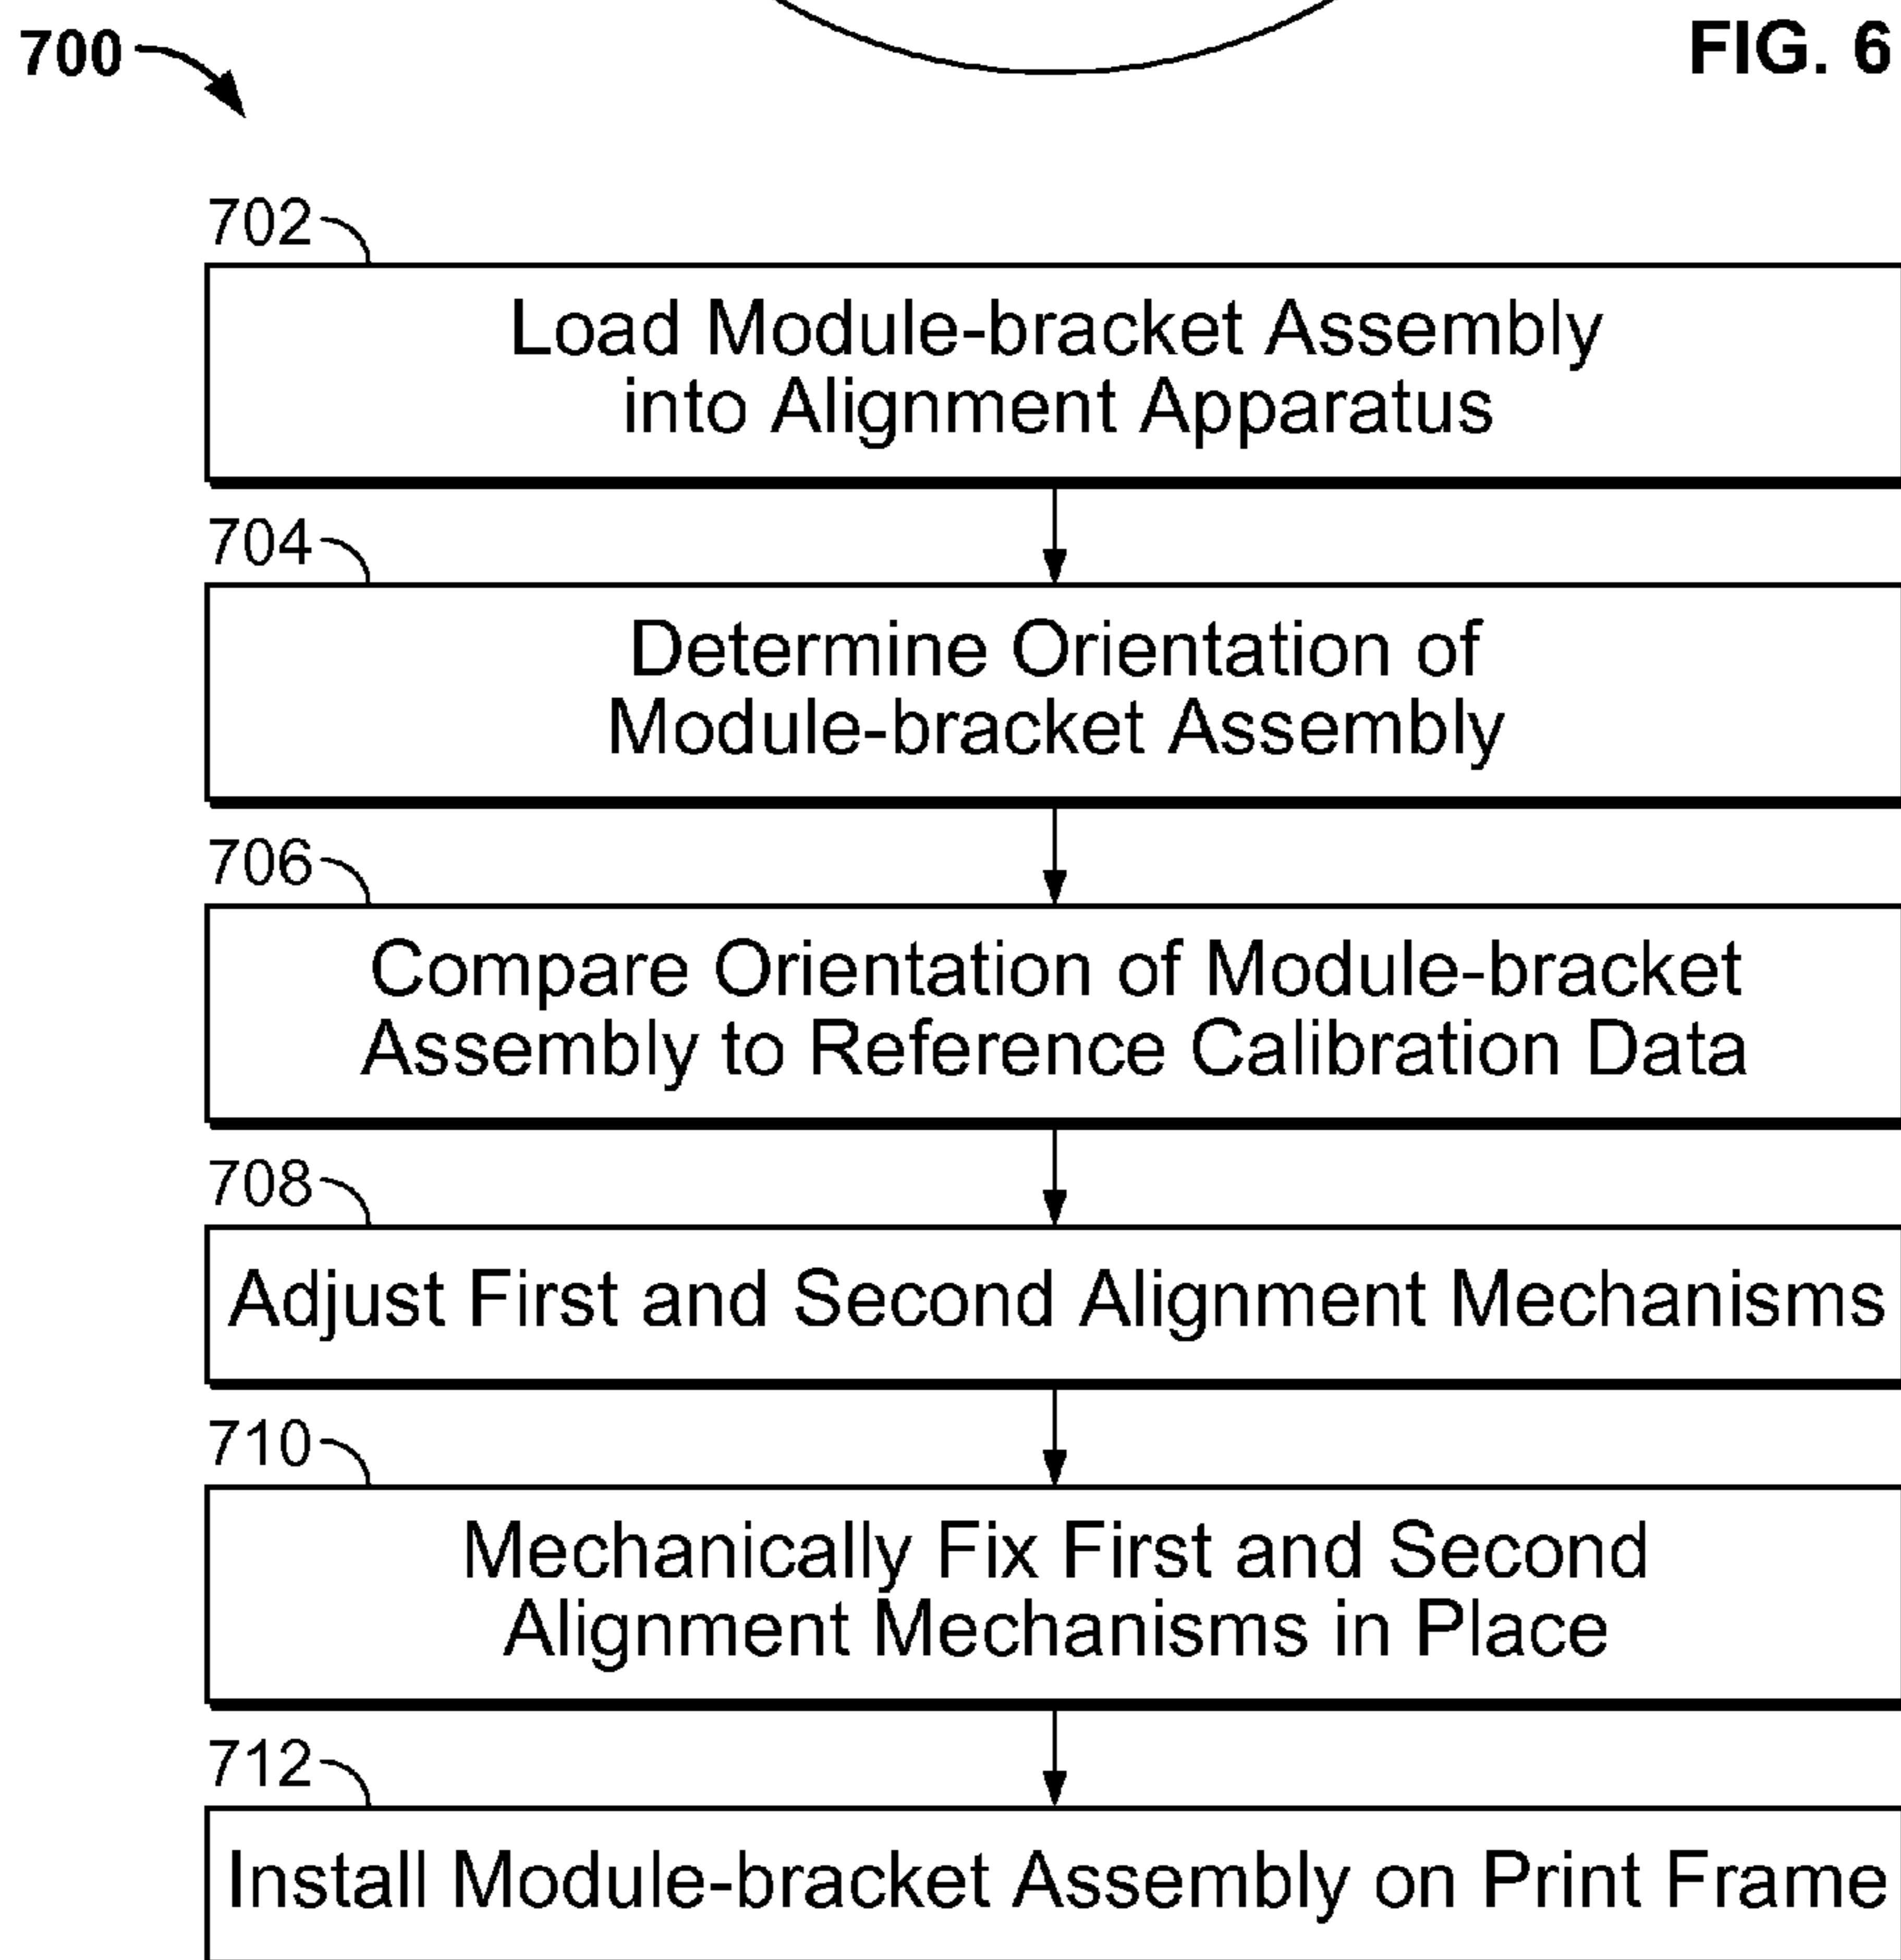 700
FIG. 6
702
Load Module-bracket Assembly
into Alignment Apparatus
704
Determine Orientation of
Module-bracket Assembly
706
Compare Orientation of Module-bracket
Assembly to Reference Calibration Data
708
Adjust First and Second Alignment Mechanisms
710
Mechanically Fix First and Second
Alignment Mechanisms in Place
712
Install Module-bracket Assembly on Print Frame